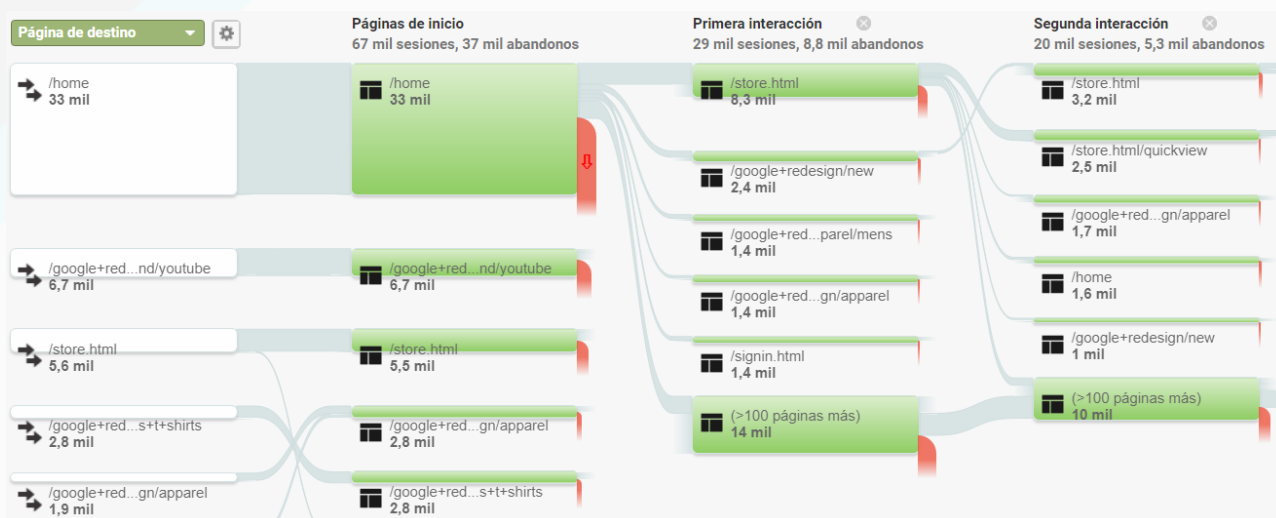 Página de destino
Páginas de inicio
67 mil sesiones, 37 mil abandonos
Primera interacción
29 mil sesiones, 8,8 mil abandonos
Segunda interacción
20 mil sesiones, 5,3 mil abandonos
/home
33 mil
/google+red...nd/youtube
6,7 mil
/store.html
5,6 mil
/google+red...s+t+shirts
2,8 mil
/google+red...gn/apparel
1,9 mil
/home
33 mil
/google+red...nd/youtube
6,7 mil
/store.html
5,5 mil
/google+red...gn/apparel
2,8 mil
/google+red...s+t+shirts
2,8 mil
/store.html
8,3 mil
/google+redesign/new
2,4 mil
/google+red...parel/mens
1,4 mil
/google+red...gn/apparel
1,4 mil
/signin.html
1,4 mil
(>100 páginas más)
14 mil
/store.html
3,2 mil
/store.html/quickview
2,5 mil
/google+red...gn/apparel
1,7 mil
/home
1,6 mil
/google+redesign/new
1 mil
(>100 páginas más)
10 mil